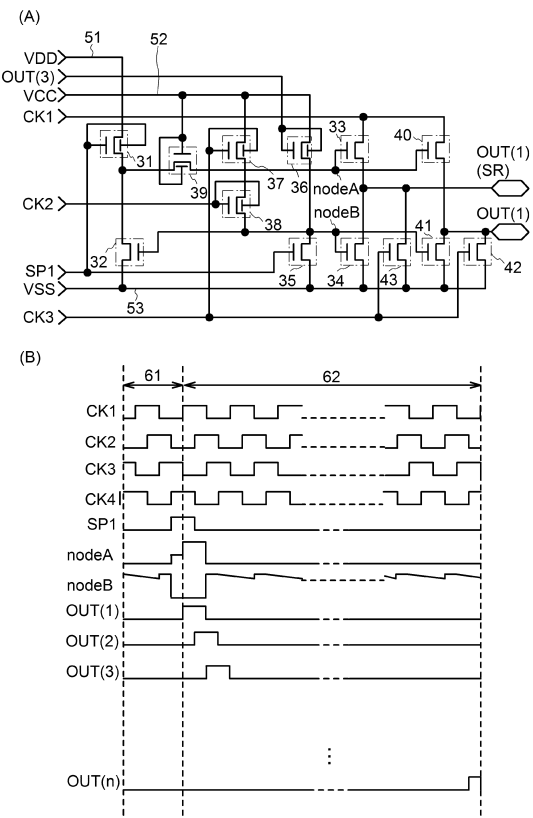 (A)
51
52
VDD
OUT(3)
VCC
CK1
33
40
31
39
37
36
nodeA
OUT(1)
(SR)
CK2
38
nodeB
OUT(1)
32
41
SP1
VSS
53
35
34
43
42
CK3
(B)
61
62
CK1
CK2
CK3
CK4
SP1
nodeA
nodeB
OUT(1)
OUT(2)
OUT(3)
OUT(n)